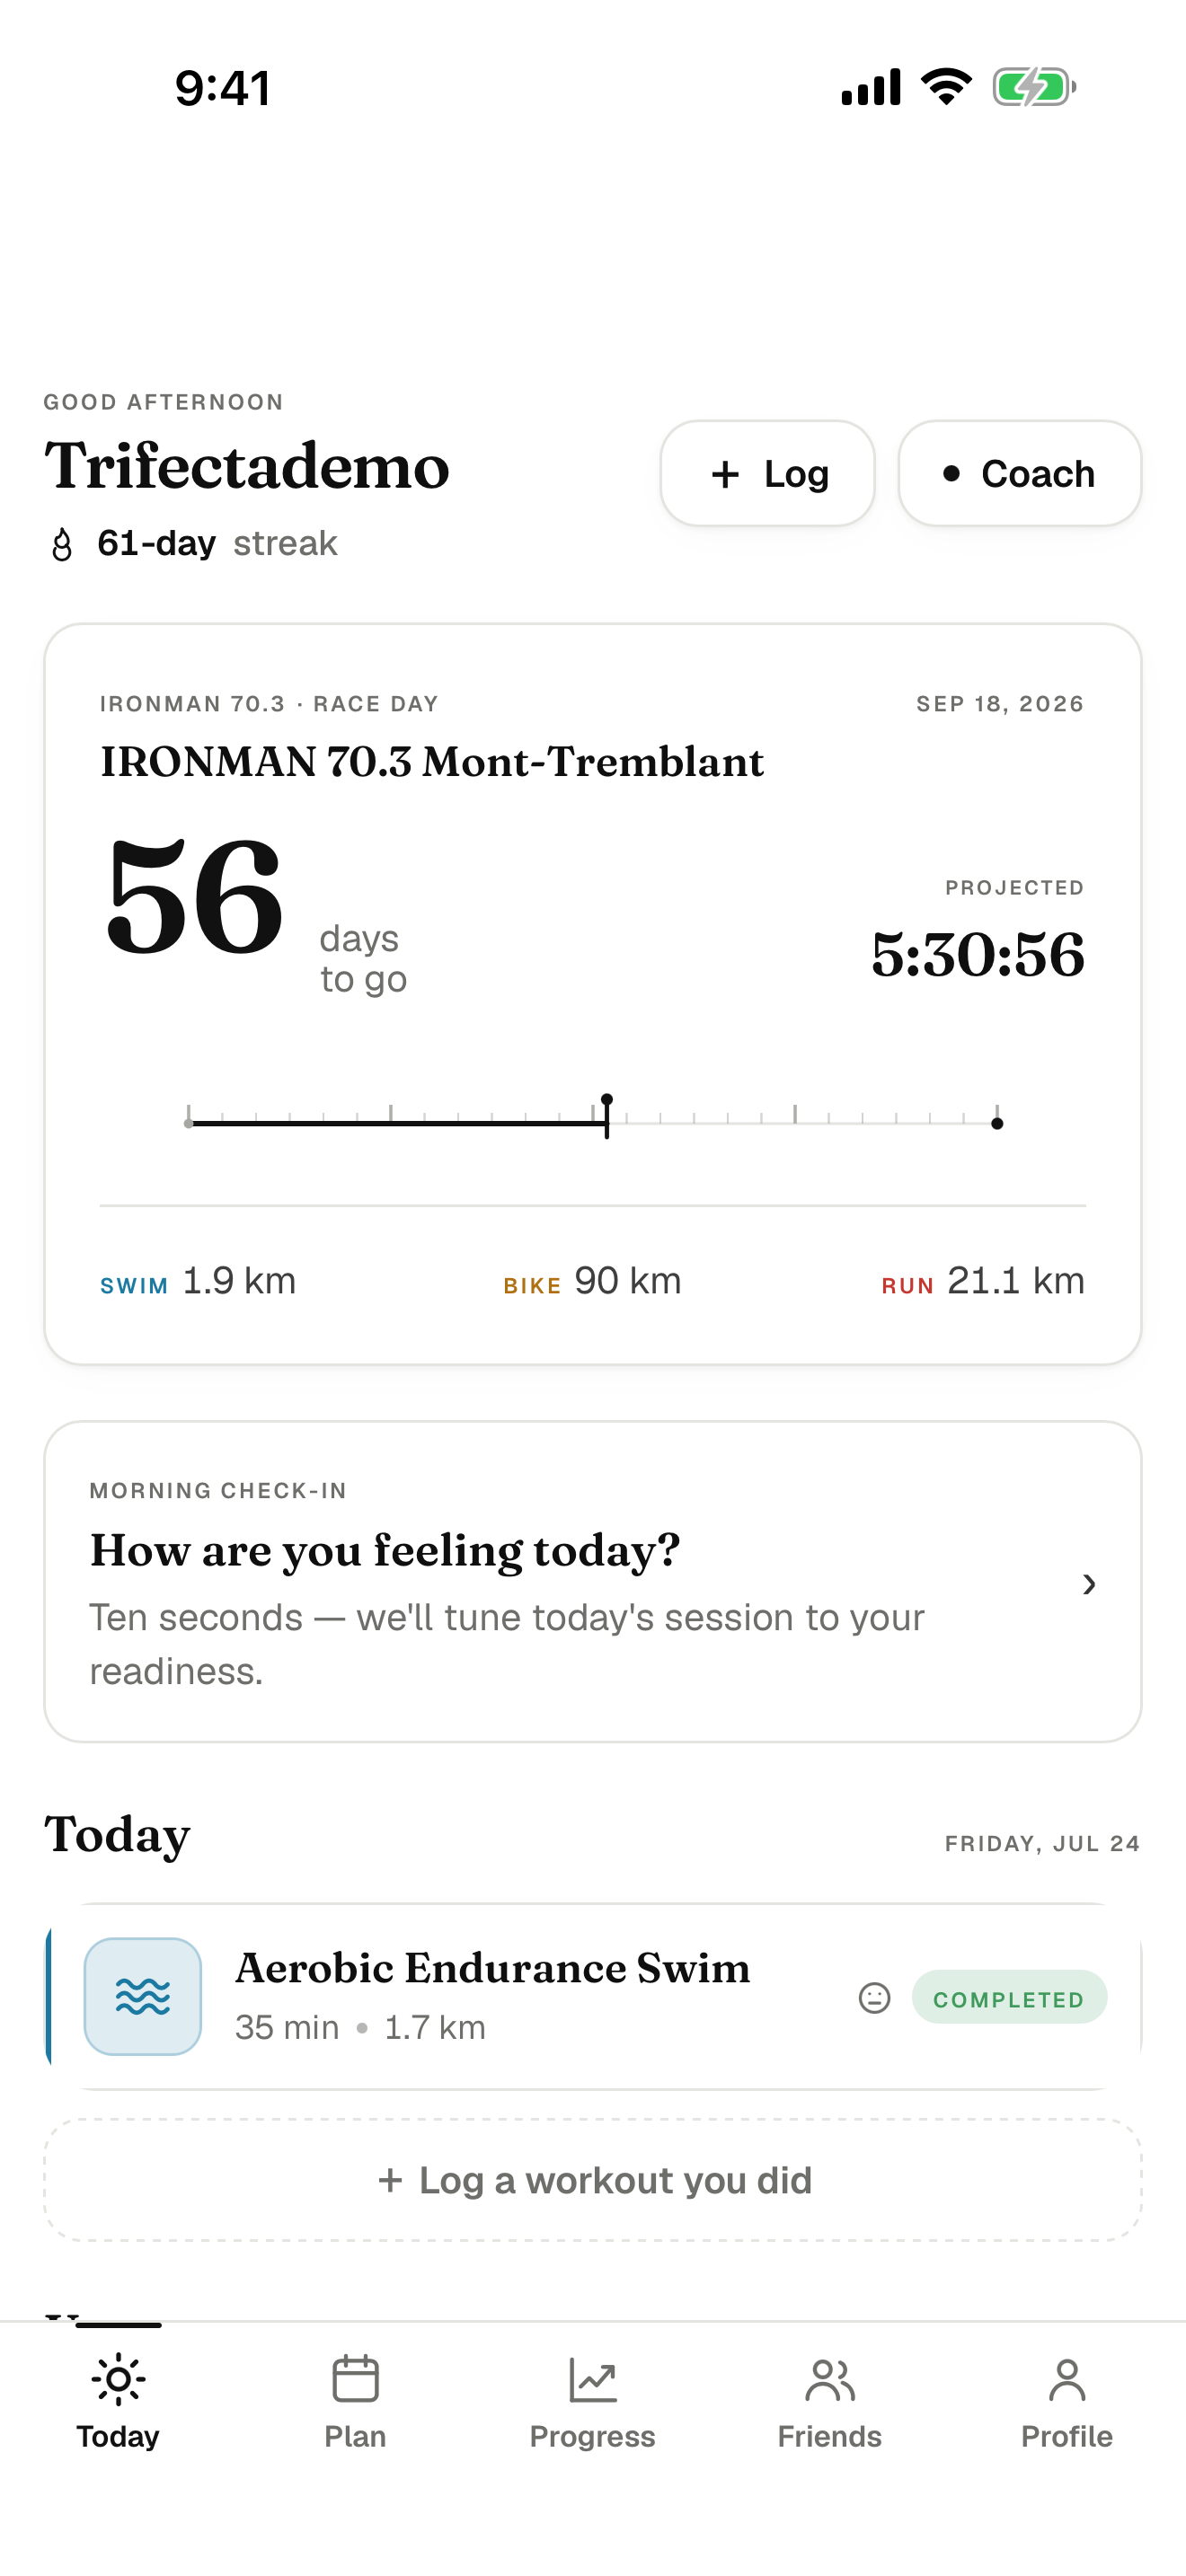 9:41
GOOD AFTERNOON
Trifectademo
+ Log
• Coach
61-day streak
IRONMAN 70.3 · RACE DAY
SEP 18, 2026
IRONMAN 70.3 Mont-Tremblant
56
days
to go
PROJECTED
5:30:56
SWIM 1.9 km
BIKE 90 km
RUN 21.1 km
MORNING CHECK-IN
How are you feeling today?
Ten seconds — we'll tune today's session to your
readiness.
Today
FRIDAY, JUL 24
Aerobic Endurance Swim
35 min • 1.7 km
COMPLETED
+ Log a workout you did
Today
Plan
Progress
Friends
Profile